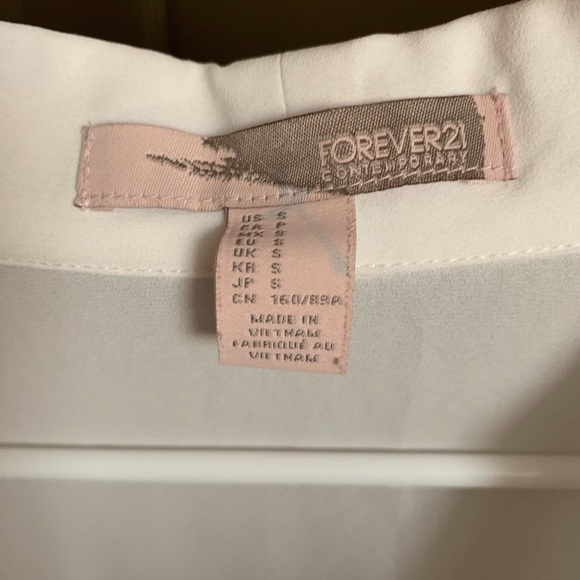 FOREVER21
CONTEMPORARY
US S
CA P
MX S
EU S
UK S
KR S
JP S
CN 160/88A
MADE IN
VIETNAM
FABRIQUÉ AU
VIETNAM